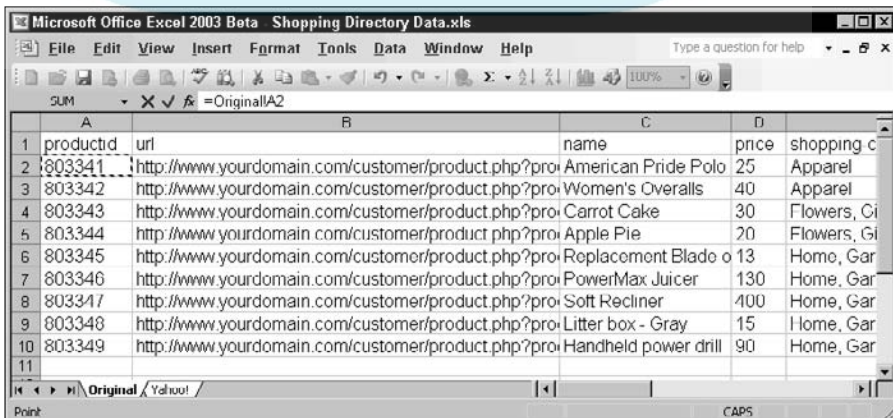 Microsoft Office Excel 2003 Beta - Shopping Directory Data.xls
File Edit View Insert Format Tools Data Window Help Type a question for help
100%
SUM =Original!A2
A B C D
1 productid url name price shopping-c
2 803341 http://www.yourdomain.com/customer/product.php?pro American Pride Polo 25 Apparel
3 803342 http://www.yourdomain.com/customer/product.php?pro Women's Overalls 40 Apparel
4 803343 http://www.yourdomain.com/customer/product.php?pro Carrot Cake 30 Flowers, Gi
5 803344 http://www.yourdomain.com/customer/product.php?pro Apple Pie 20 Flowers, Gi
6 803345 http://www.yourdomain.com/customer/product.php?pro Replacement Blade o 13 Home, Gar
7 803346 http://www.yourdomain.com/customer/product.php?pro PowerMax Juicer 130 Home, Gar
8 803347 http://www.yourdomain.com/customer/product.php?pro Soft Recliner 400 Home, Gar
9 803348 http://www.yourdomain.com/customer/product.php?pro Litter box - Gray 15 Home, Gar
10 803349 http://www.yourdomain.com/customer/product.php?pro Handheld power drill 90 Home, Gar
11
Original Yahoo!
Point CAPS